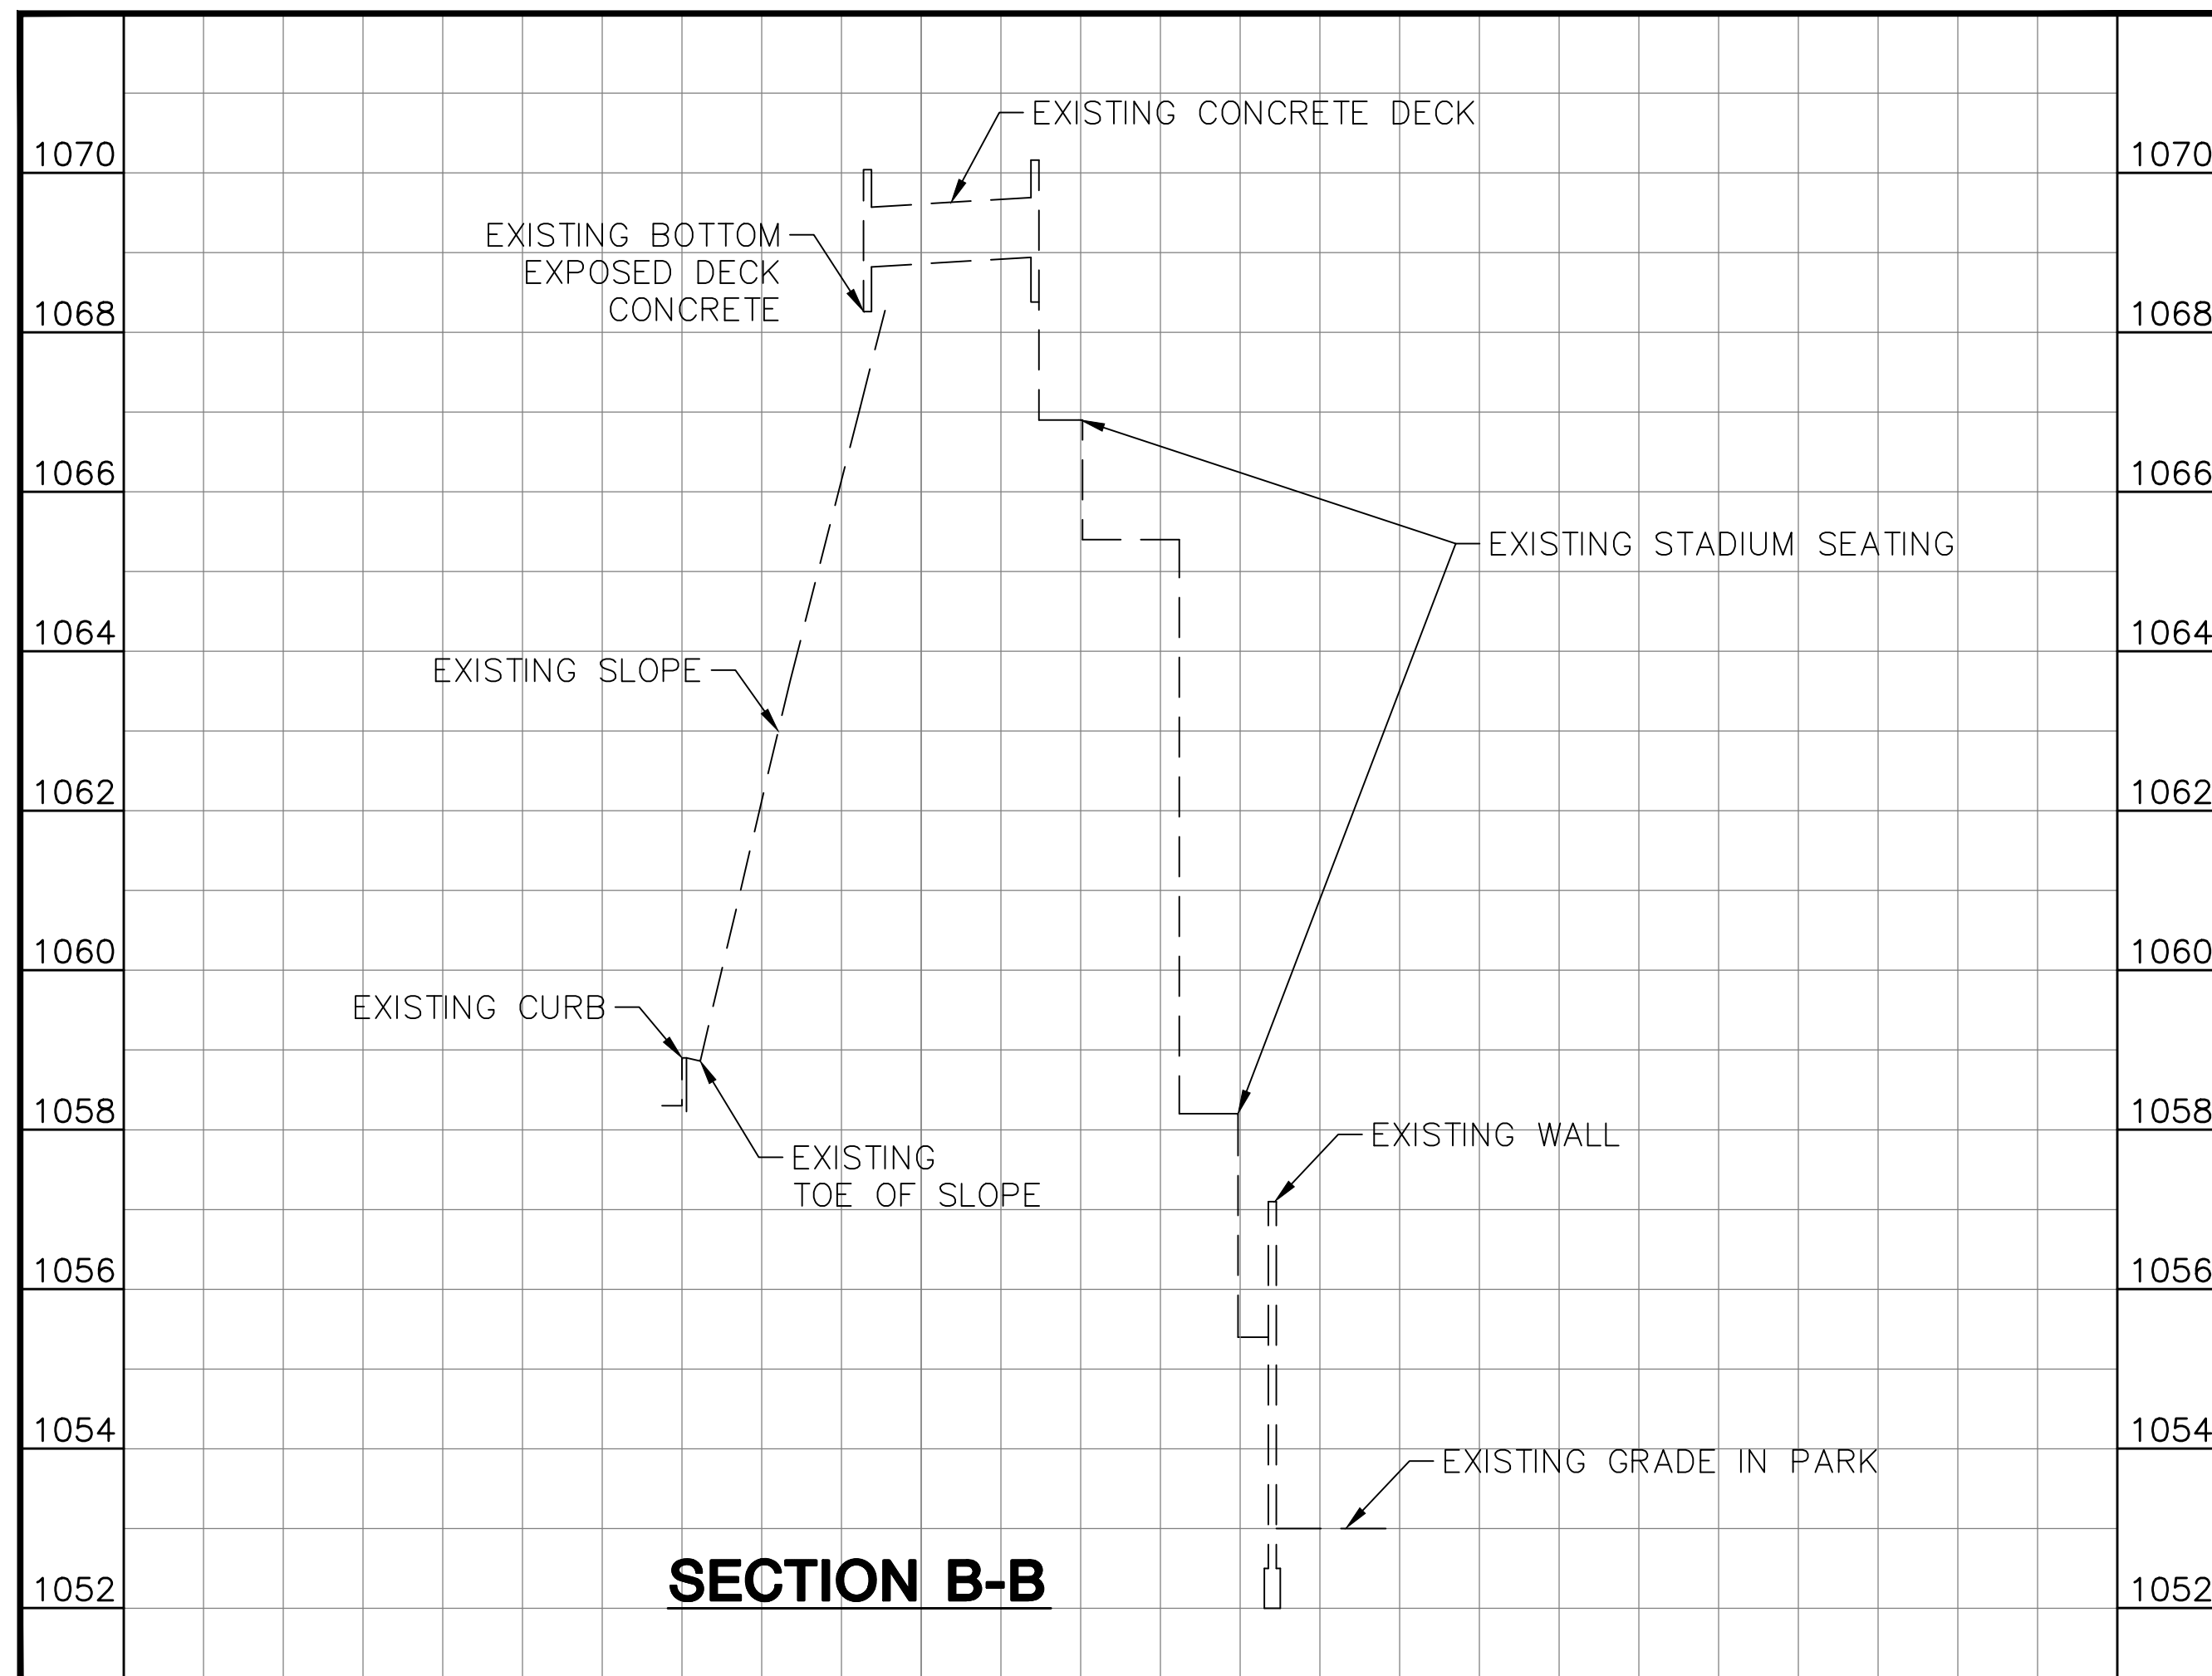 EXISTING CONCRETE DECK
1070
1070
EXISTING BOTTOM
EXPOSED DECK
CONCRETE
1068
1068
1066
1066
EXISTING STADIUM SEATING
1064
1064
EXISTING SLOPE
1062
1062
1060
1060
EXISTING CURB
1058
1058
EXISTING WALL
EXISTING
TOE OF SLOPE
1056
1056
1054
1054
EXISTING GRADE IN PARK
SECTION B-B
1052
1052